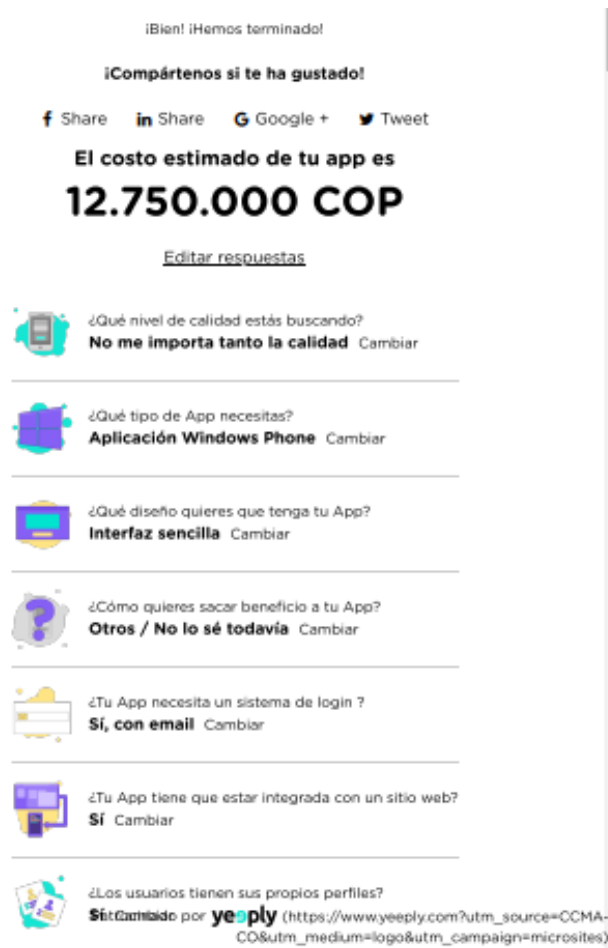 ¡Bien! ¡Hemos terminado!
¡Compártenos si te ha gustado!
Share Share Google + Tweet
El costo estimado de tu app es
12.750.000 COP
Editar respuestas
¿Qué nivel de calidad estás buscando?
No me importa tanto la calidad Cambiar
¿Qué tipo de App necesitas?
Aplicación Windows Phone Cambiar
¿Qué diseño quieres que tenga tu App?
Interfaz sencilla Cambiar
¿Cómo quieres sacar beneficio a tu App?
Otros / No lo sé todavía Cambiar
¿Tu App necesita un sistema de login ?
Sí, con email Cambiar
¿Tu App tiene que estar integrada con un sitio web?
Sí Cambiar
¿Los usuarios tienen sus propios perfiles?
Sí Cambiar
por yeeply (https://www.yeeply.com?utm_source=CCMA-
CO&utm_medium=logo&utm_campaign=microsites)